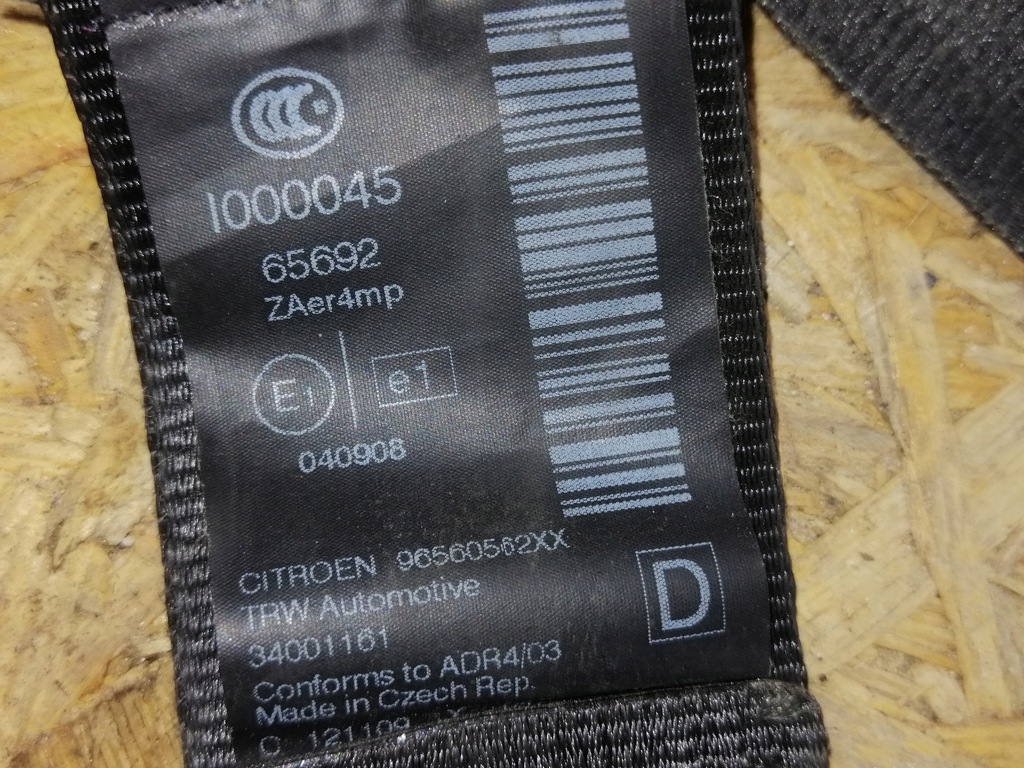 I000045
65692
ZAer4mp
E1 e1
040908
CITROEN 96560562XX
TRW Automotive
34001161
D
Conforms to ADR4/03
Made in Czech Rep.
C 121109